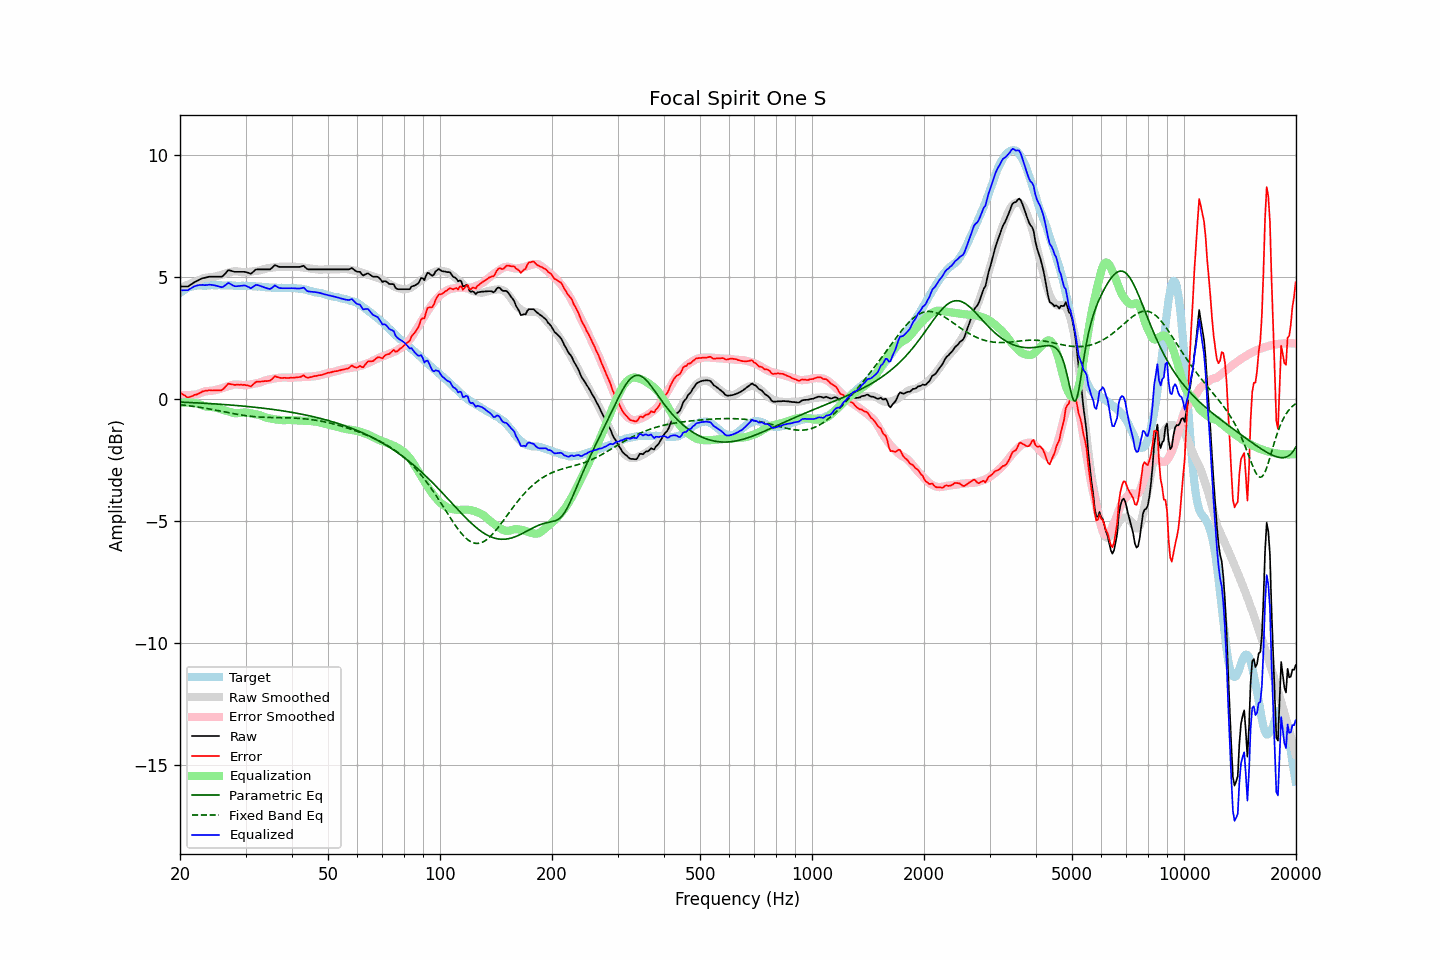 Focal Spirit One S
10
5
0
−5
−10
−15
Amplitude (dBr)
Target
Raw Smoothed
Error Smoothed
Raw
Error
Equalization
Parametric Eq
Fixed Band Eq
Equalized
20 50 100 200 500 1000 2000 5000 10000 20000
Frequency (Hz)